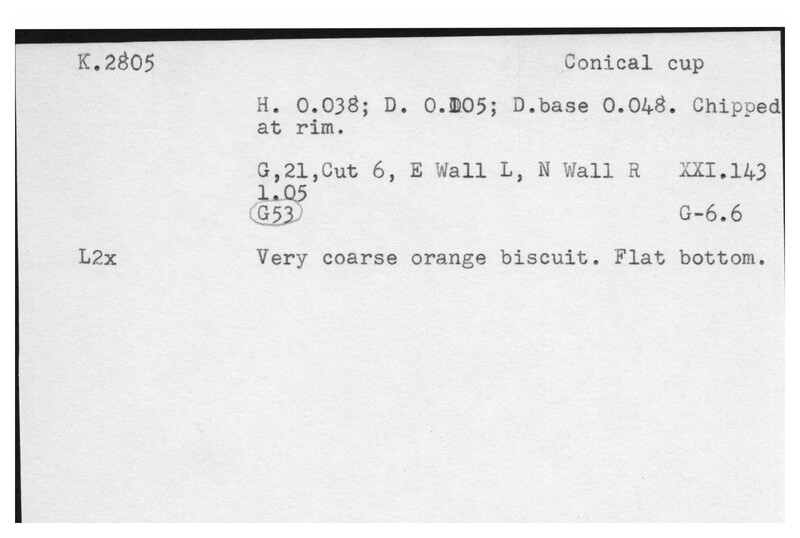 K.2805 Conical cup
H. 0.038; D. 0.105; D.base 0.048. Chipped
at rim.
G,21,Cut 6, E Wall L, N Wall R XXI.143
1.05
G53 G-6.6
L2x Very coarse orange biscuit. Flat bottom.